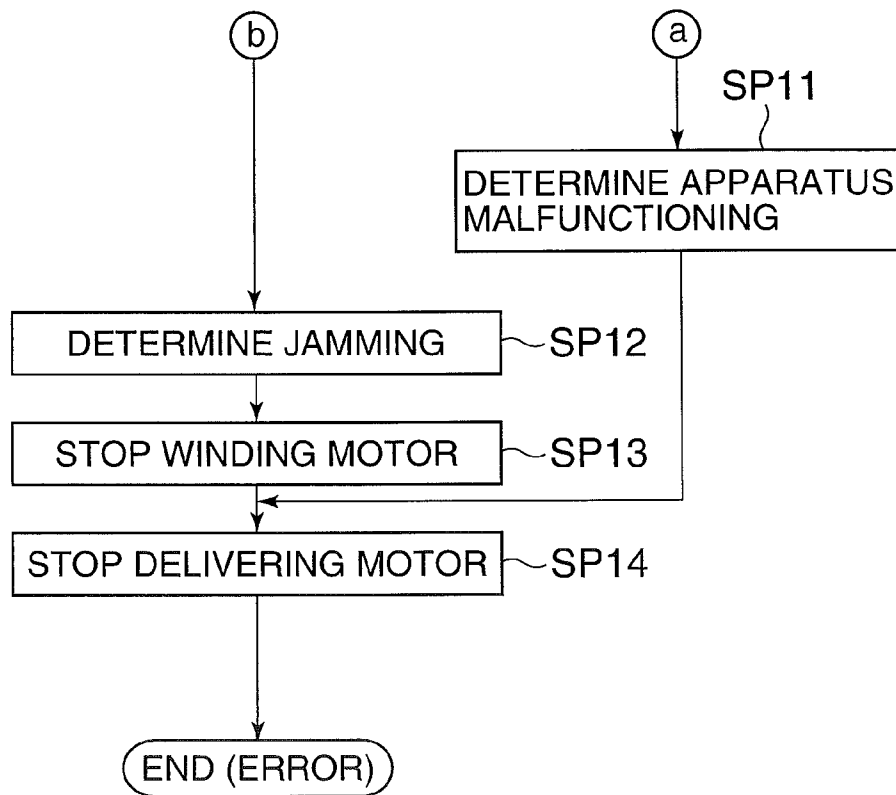 b
a
SP11
DETERMINE APPARATUS
MALFUNCTIONING
DETERMINE JAMMING
SP12
STOP WINDING MOTOR
SP13
STOP DELIVERING MOTOR
SP14
END (ERROR)